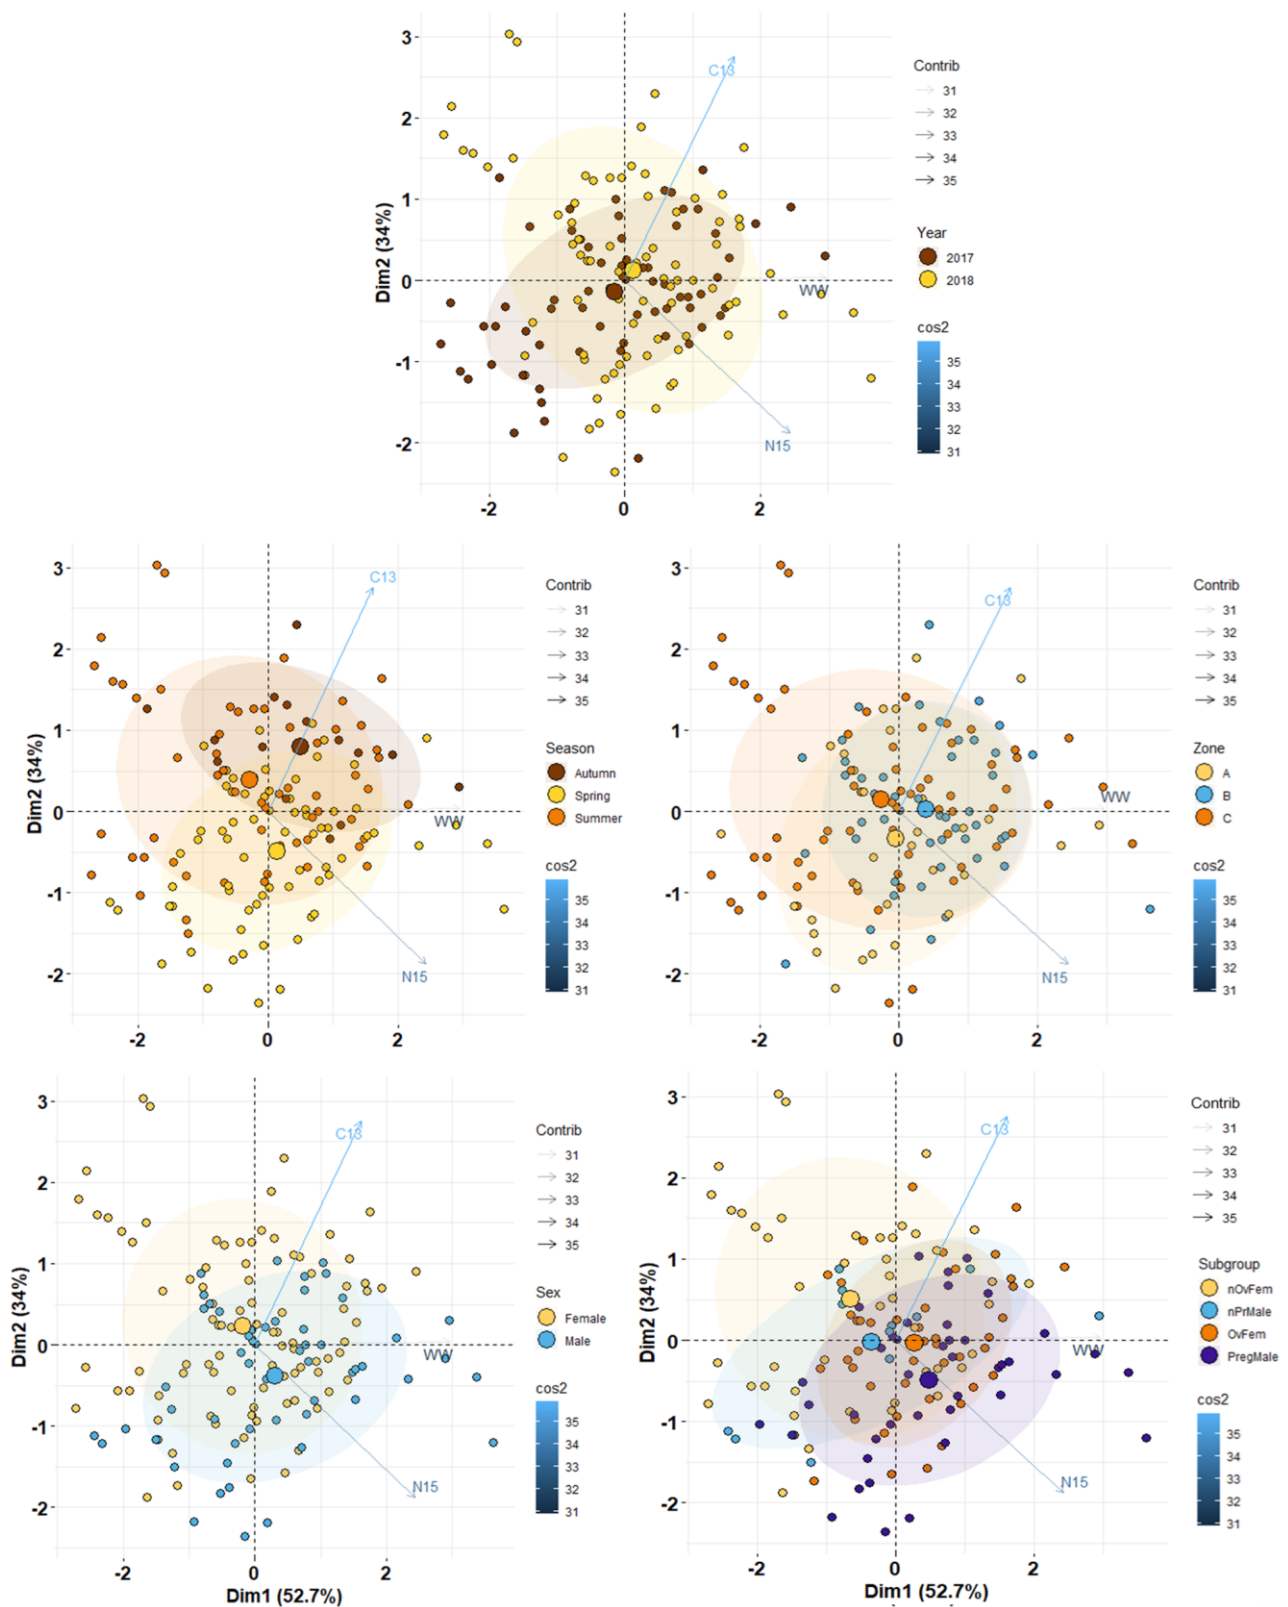 3
2
1
0
-1
-2
Dim2 (34%)
-2
0
2
C13
WW
N15
Contrib
31
32
33
34
35
Year
2017
2018
cos2
35
34
33
32
31
3
2
1
0
-1
-2
Dim2 (34%)
-2
0
2
C13
WW
N15
Contrib
31
32
33
34
35
Season
Autumn
Spring
Summer
cos2
35
34
33
32
31
3
2
1
0
-1
-2
-2
0
2
C13
WW
N15
Contrib
31
32
33
34
35
Zone
A
B
C
cos2
35
34
33
32
31
3
2
1
0
-1
-2
Dim2 (34%)
-2
0
2
Dim1 (52.7%)
C13
WW
N15
Contrib
31
32
33
34
35
Sex
Female
Male
cos2
35
34
33
32
31
3
2
1
0
-1
-2
Dim2 (34%)
-2
0
2
Dim1 (52.7%)
C13
WW
N15
Contrib
31
32
33
34
35
Subgroup
nOvFem
nPrMale
OvFem
PregMale
cos2
35
34
33
32
31